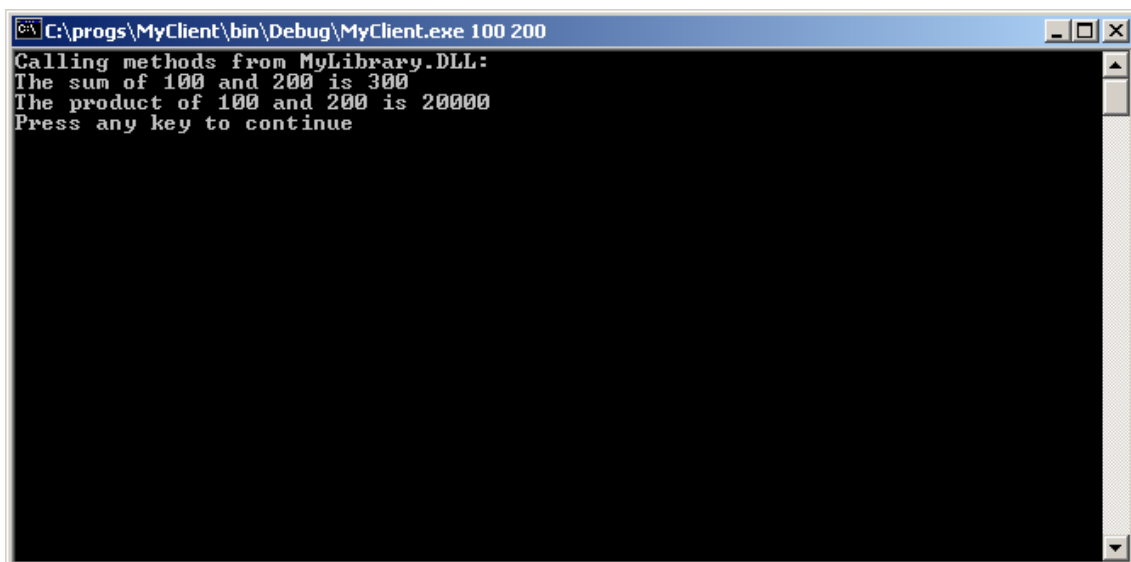 C:\progs\MyClient\bin\Debug\MyClient.exe 100 200
Calling methods from MyLibrary.DLL:
The sum of 100 and 200 is 300
The product of 100 and 200 is 20000
Press any key to continue